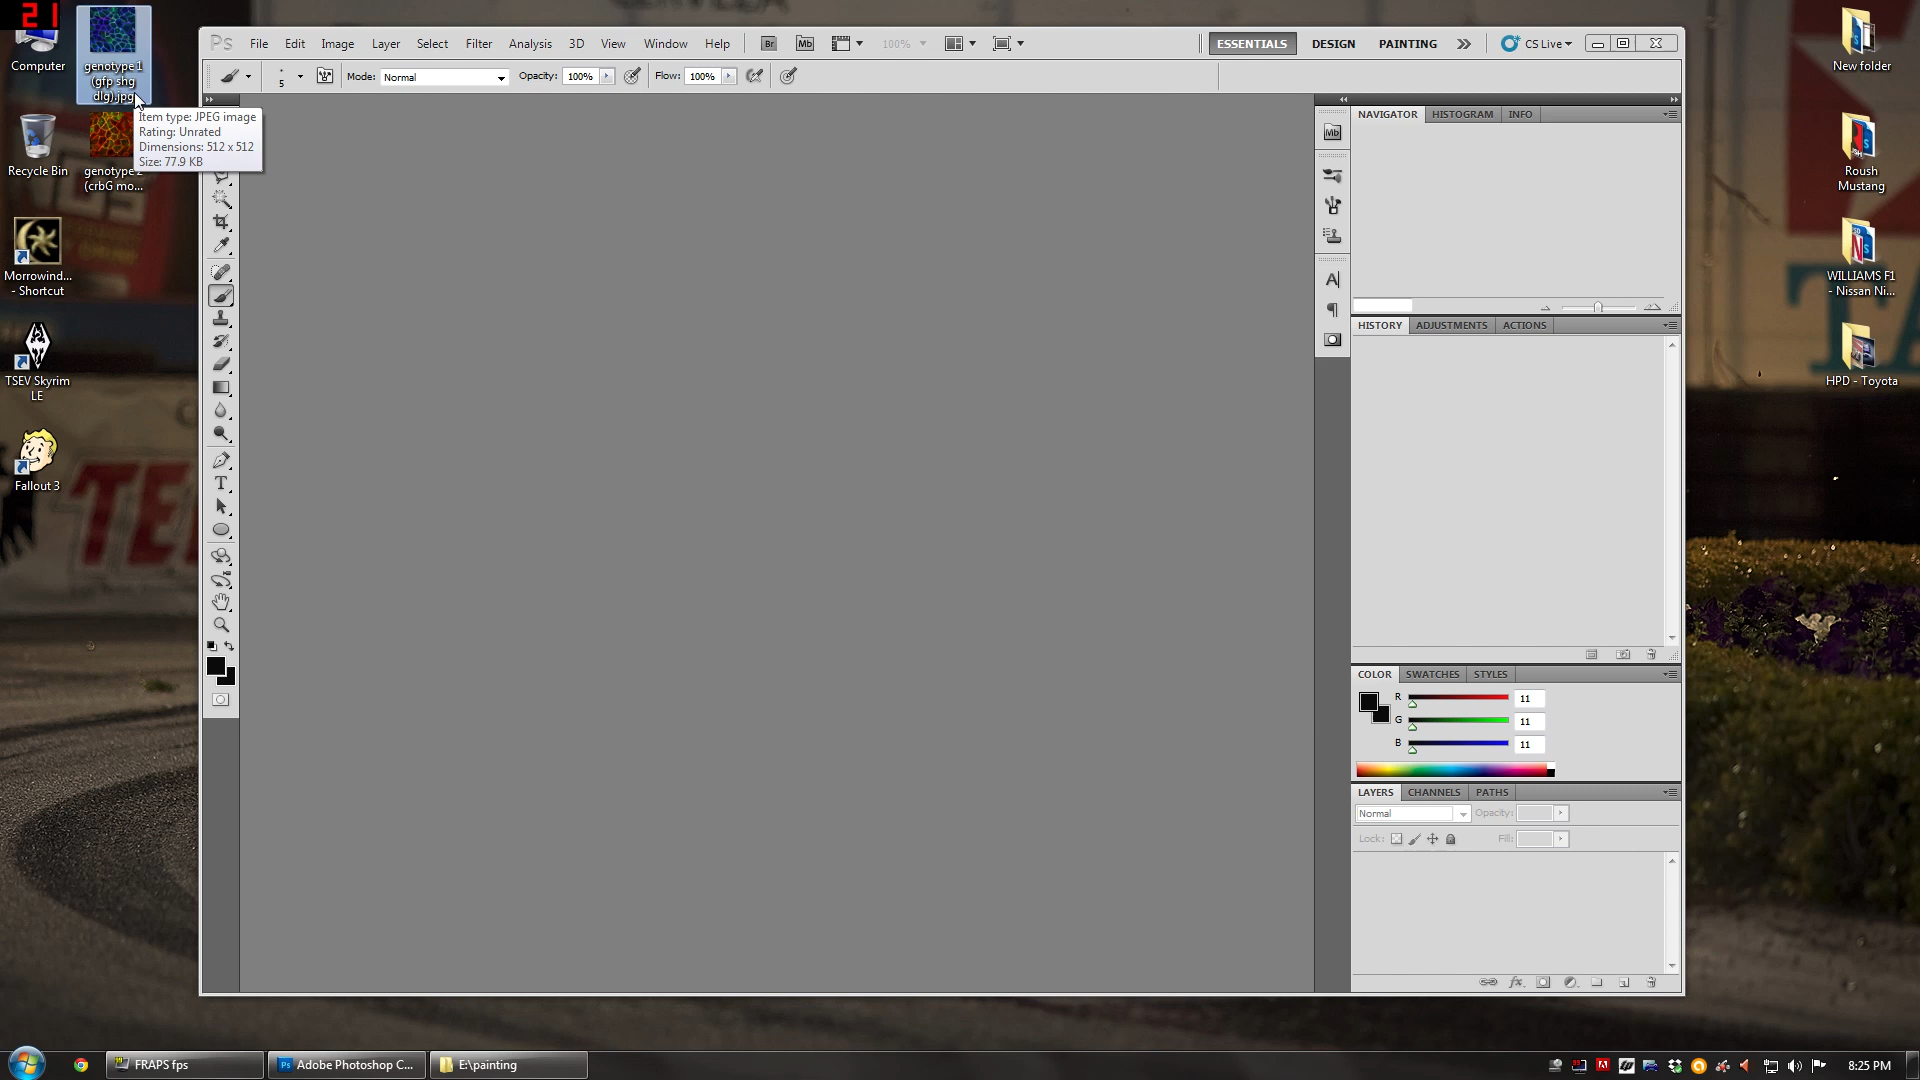 21
Computer
genotype 1
(gfp shg
dlg).jpg
Item type: JPEG image
Rating: Unrated
Dimensions: 512 x 512
Size: 77.9 KB
Recycle Bin
genotype 2
(crbG mo...
Morrowind...
- Shortcut
TSEV Skyrim
LE
Fallout 3
Ps
File Edit Image Layer Select Filter Analysis 3D View Window Help
Br Mb 100%
ESSENTIALS DESIGN PAINTING
CS Live
5
Mode: Normal Opacity: 100% Flow: 100%
T
Mb
A
NAVIGATOR HISTOGRAM INFO
HISTORY ADJUSTMENTS ACTIONS
COLOR SWATCHES STYLES
R 11
G 11
B 11
LAYERS CHANNELS PATHS
Normal Opacity:
Lock: Fill:
fx
New folder
Roush
Mustang
WILLIAMS F1
- Nissan Ni...
HPD - Toyota
FRAPS fps
Ps Adobe Photoshop C...
E:\painting
8:25 PM